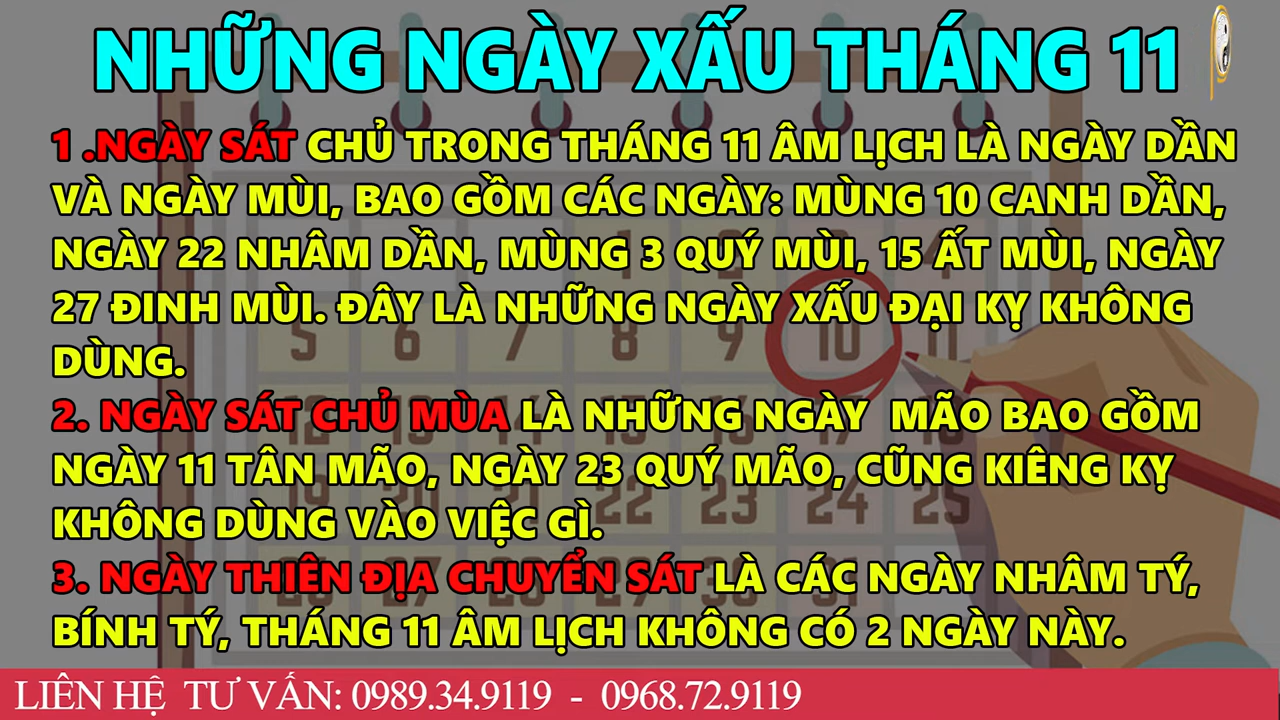 NHỮNG NGÀY XẤU THÁNG 11
1 .NGÀY SÁT CHỦ TRONG THÁNG 11 ÂM LỊCH LÀ NGÀY DẦN
VÀ NGÀY MÙI, BAO GỒM CÁC NGÀY: MÙNG 10 CANH DẦN,
NGÀY 22 NHÂM DẦN, MÙNG 3 QUÝ MÙI, 15 ẤT MÙI, NGÀY
27 ĐINH MÙI. ĐÂY LÀ NHỮNG NGÀY XẤU ĐẠI KỴ KHÔNG
DÙNG.
2. NGÀY SÁT CHỦ MÙA LÀ NHỮNG NGÀY  MÃO BAO GỒM
NGÀY 11 TÂN MÃO, NGÀY 23 QUÝ MÃO, CŨNG KIÊNG KỴ
KHÔNG DÙNG VÀO VIỆC GÌ.
3. NGÀY THIÊN ĐỊA CHUYỂN SÁT LÀ CÁC NGÀY NHÂM TÝ,
BÍNH TÝ, THÁNG 11 ÂM LỊCH KHÔNG CÓ 2 NGÀY NÀY.
LIÊN HỆ  TƯ VẤN: 0989.34.9119  -  0968.72.9119